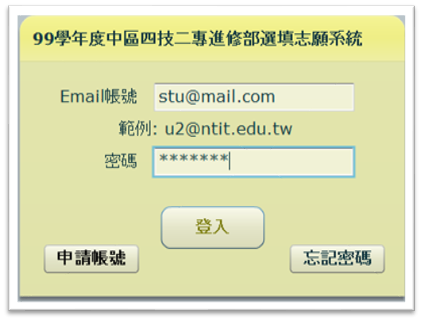 99學年度中區四技二專進修部選填志願系統
Email帳號 stu@mail.com
範例: u2@ntit.edu.tw
密碼 *******
登入
申請帳號 忘記密碼